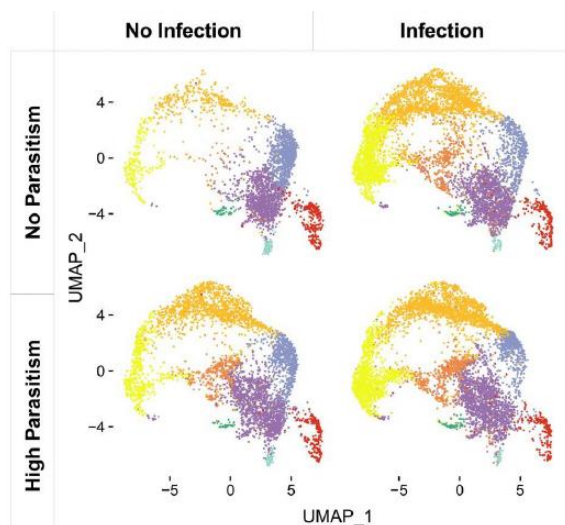 No Infection
Infection
No Parasitism
High Parasitism
UMAP_2
4
0
−4
4
0
−4
−5
0
5
−5
0
5
UMAP_1